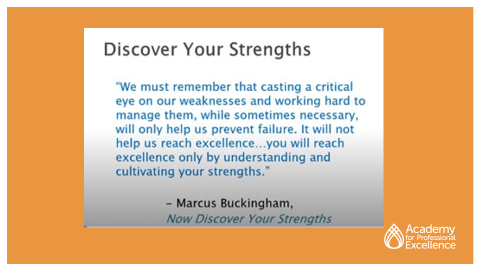 Discover Your Strengths
"We must remember that casting a critical
eye on our weaknesses and working hard to
manage them, while sometimes necessary,
will only help us prevent failure. It will not
help us reach excellence...you will reach
excellence only by understanding and
cultivating your strengths."
– Marcus Buckingham,
Now Discover Your Strengths
Academy
for Professional
Excellence